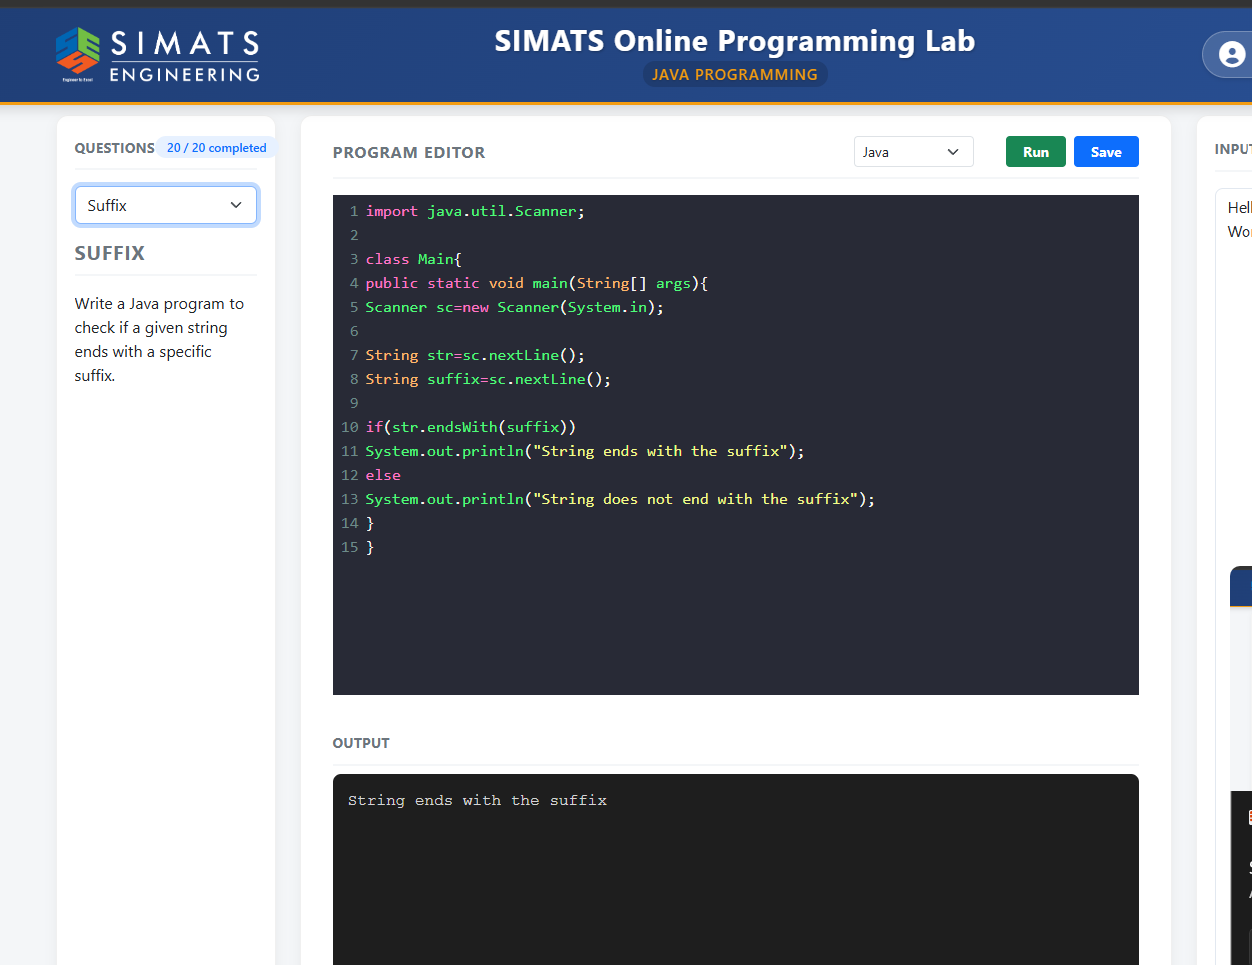 SIMATS
ENGINEERING
Engineer to Excel
SIMATS Online Programming Lab
JAVA PROGRAMMING
QUESTIONS
20 / 20 completed
Suffix
SUFFIX
Write a Java program to
check if a given string
ends with a specific
suffix.
PROGRAM EDITOR
Java
Run
Save
1 import java.util.Scanner;
2
3 class Main{
4 public static void main(String[] args){
5 Scanner sc=new Scanner(System.in);
6
7 String str=sc.nextLine();
8 String suffix=sc.nextLine();
9
10 if(str.endsWith(suffix))
11 System.out.println("String ends with the suffix");
12 else
13 System.out.println("String does not end with the suffix");
14 }
15 }
OUTPUT
String ends with the suffix